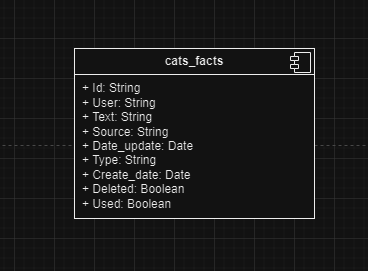 cats_facts
+ Id: String
+ User: String
+ Text: String
+ Source: String
+ Date_update: Date
+ Type: String
+ Create_date: Date
+ Deleted: Boolean
+ Used: Boolean